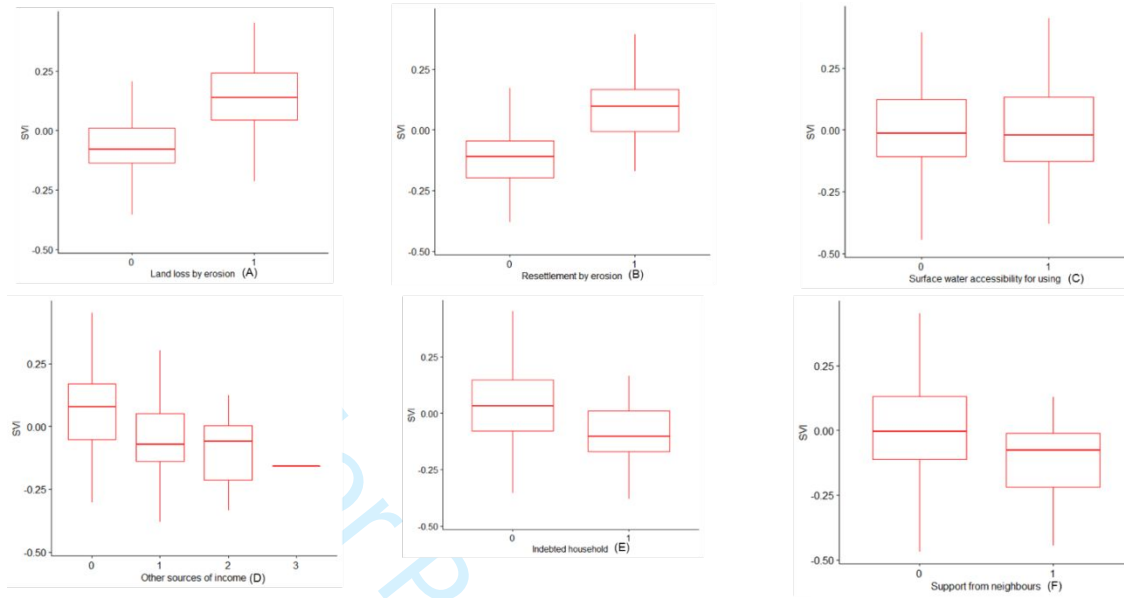 SVI
0.25
0.00
-0.25
-0.50
0 1
Land loss by erosion (A)
SVI
0.25
0.00
-0.25
-0.50
0 1
Resettlement by erosion (B)
SVI
0.25
0.00
-0.25
-0.50
0 1
Surface water accessibility for using (C)
SVI
0.25
0.00
-0.25
-0.50
0 1 2 3
Other sources of income (D)
SVI
0.25
0.00
-0.25
-0.50
0 1
Indebted household (E)
SVI
0.25
0.00
-0.25
-0.50
0 1
Support from neighbours (F)